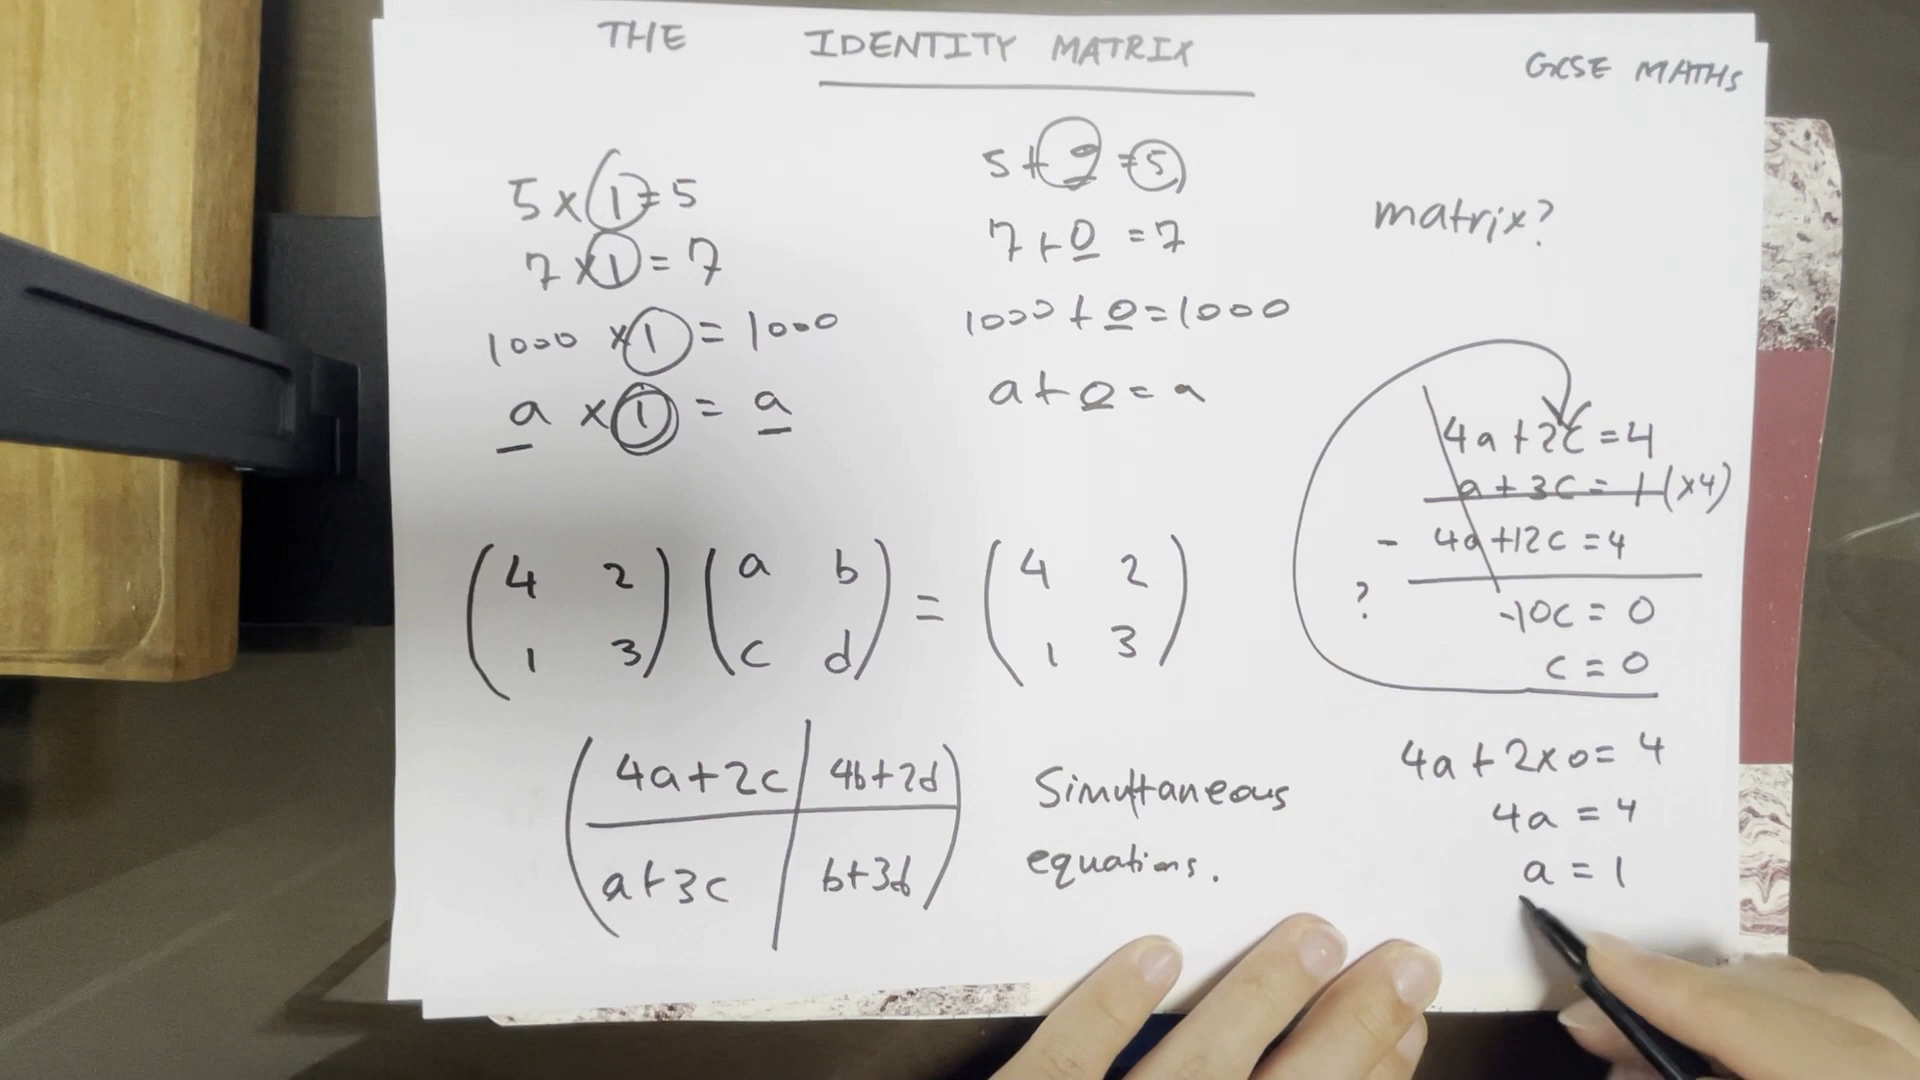 THE IDENTITY MATRIX
GCSE MATHS
5 × 1 = 5
7 × 1 = 7
1000 × 1 = 1000
a × 1 = a
5 + 0 = 5
7 + 0 = 7
1000 + 0 = 1000
a + 0 = a
matrix?
4a + 2c = 4
a + 3c = 1 (×4)
- 4a + 12c = 4
? -10c = 0
c = 0
4a + 2×0 = 4
4a = 4
a = 1
(4 2) (a b) = (4 2)
(1 3) (c d) (1 3)
(4a+2c | 4b+2d)
(a+3c | b+3d)
Simultaneous
equations.